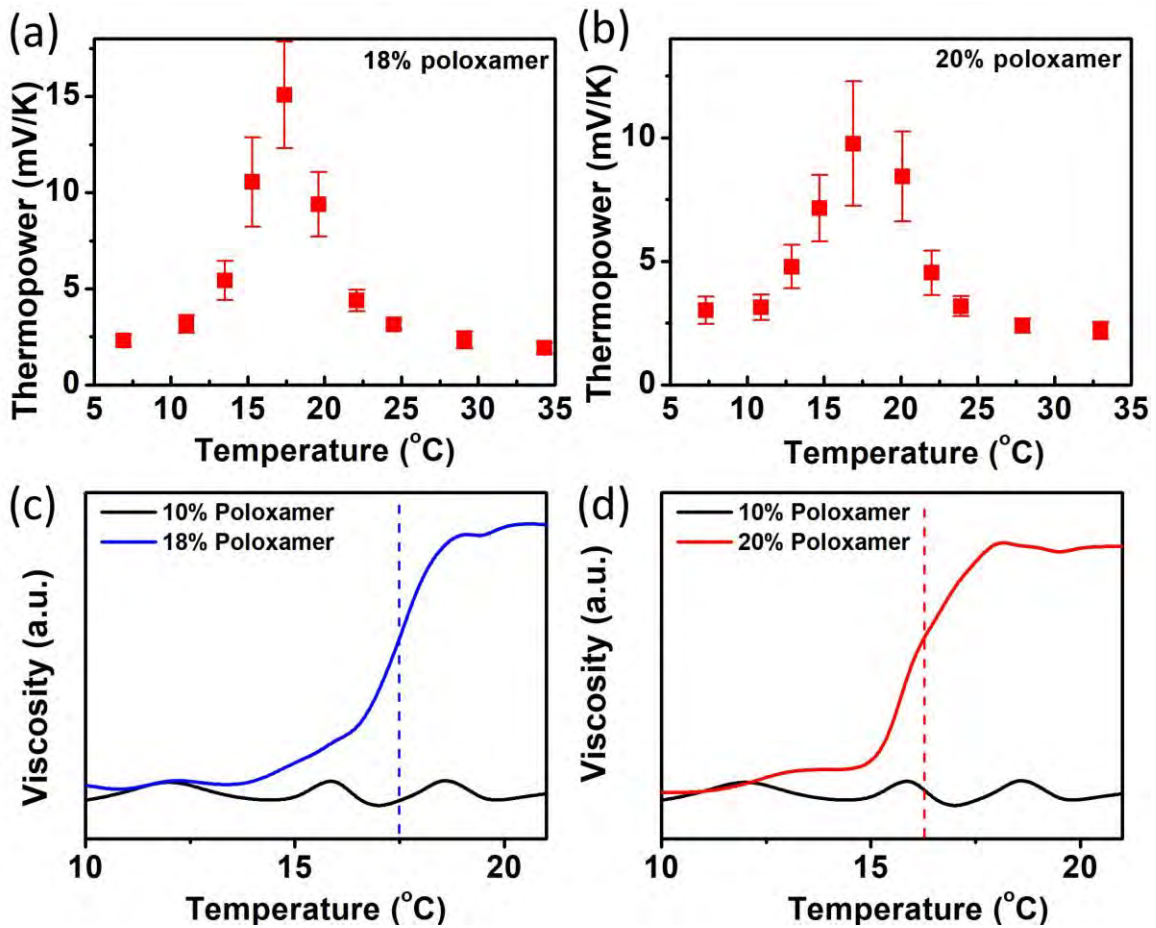 (a)
18% poloxamer
Thermopower (mV/K)
15
10
5
0
5 10 15 20 25 30 35
Temperature (°C)
(b)
20% poloxamer
Thermopower (mV/K)
10
5
0
5 10 15 20 25 30 35
Temperature (°C)
(c)
10% Poloxamer
18% Poloxamer
Viscosity (a.u.)
10 15 20
Temperature (°C)
(d)
10% Poloxamer
20% Poloxamer
Viscosity (a.u.)
10 15 20
Temperature (°C)